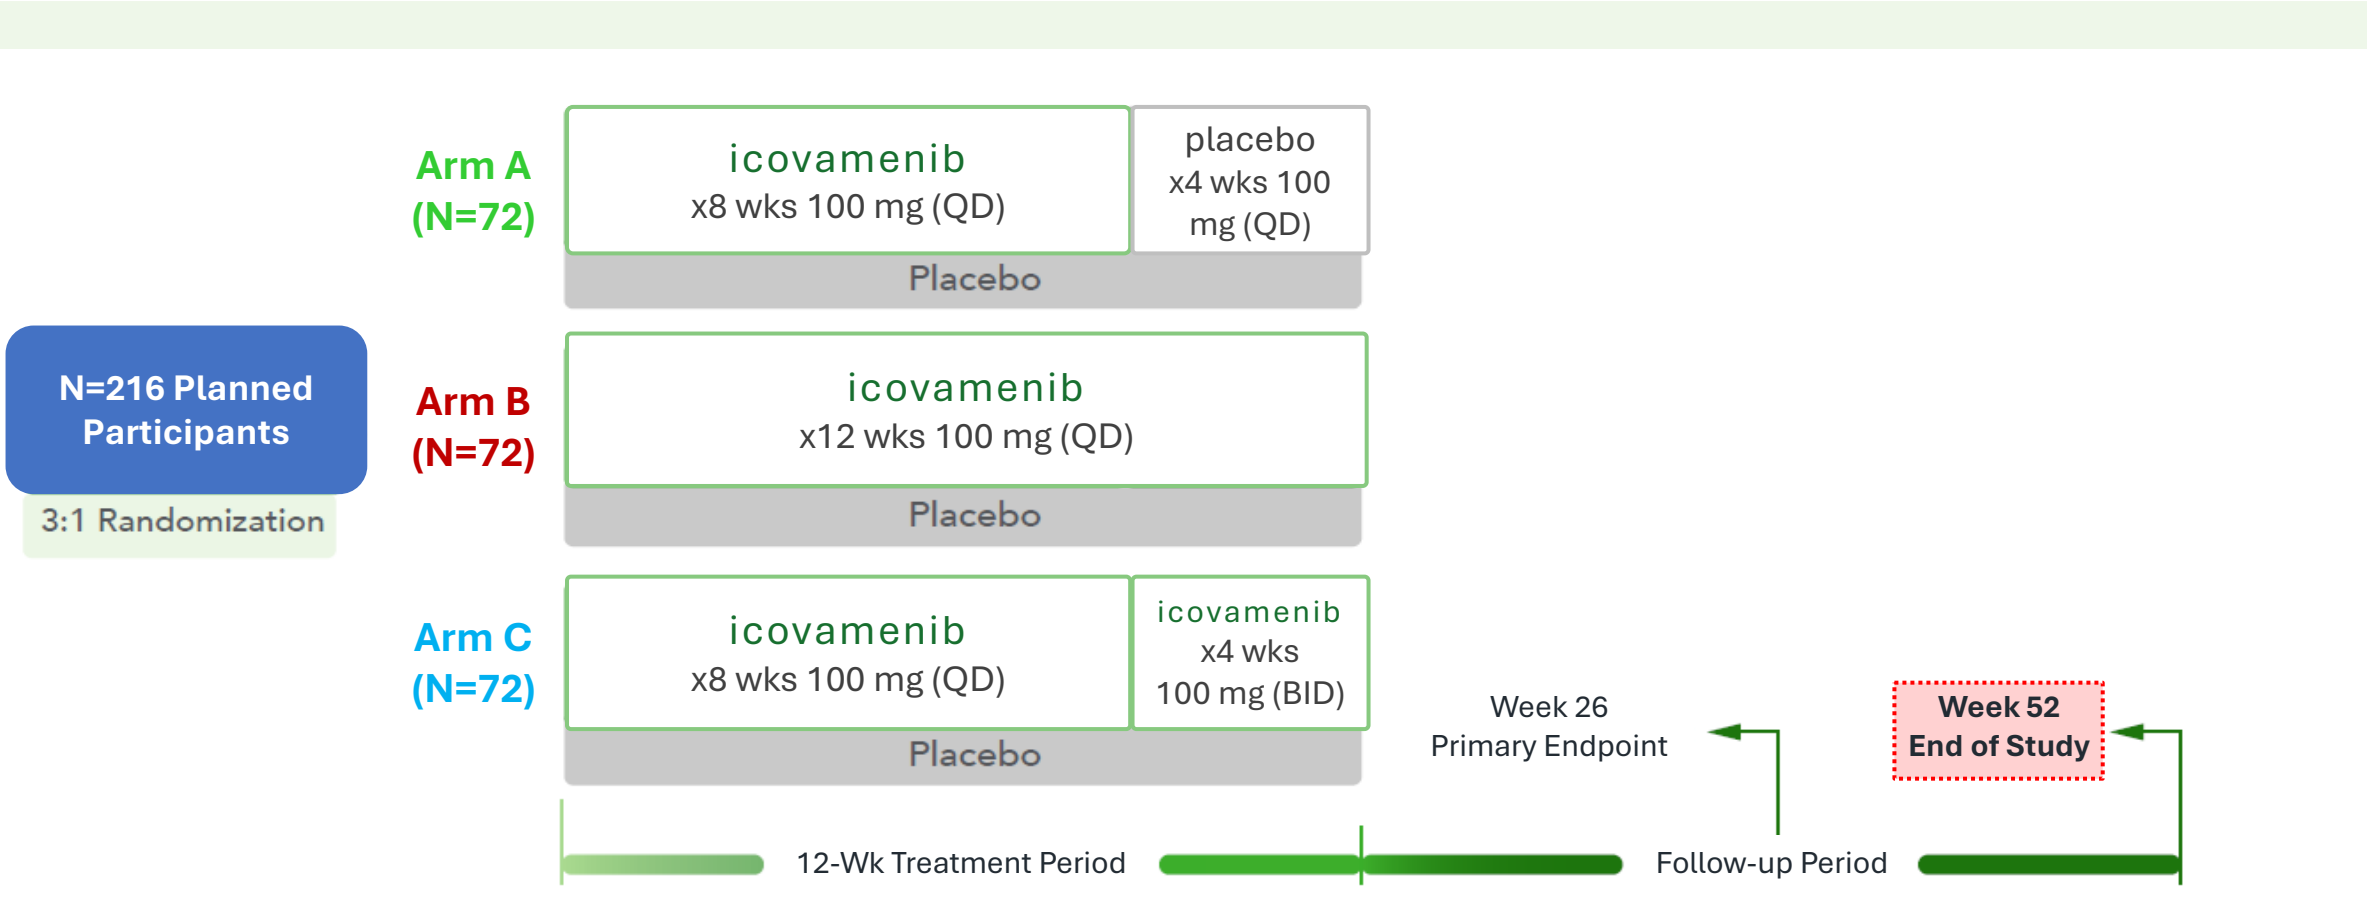 Arm A
(N=72)
icovamenib
x8 wks 100 mg (QD)
placebo
x4 wks 100
mg (QD)
Placebo
N=216 Planned
Participants
3:1 Randomization
Arm B
(N=72)
icovamenib
x12 wks 100 mg (QD)
Placebo
Arm C
(N=72)
icovamenib
x8 wks 100 mg (QD)
icovamenib
x4 wks
100 mg (BID)
Placebo
Week 26
Primary Endpoint
Week 52
End of Study
12-Wk Treatment Period
Follow-up Period